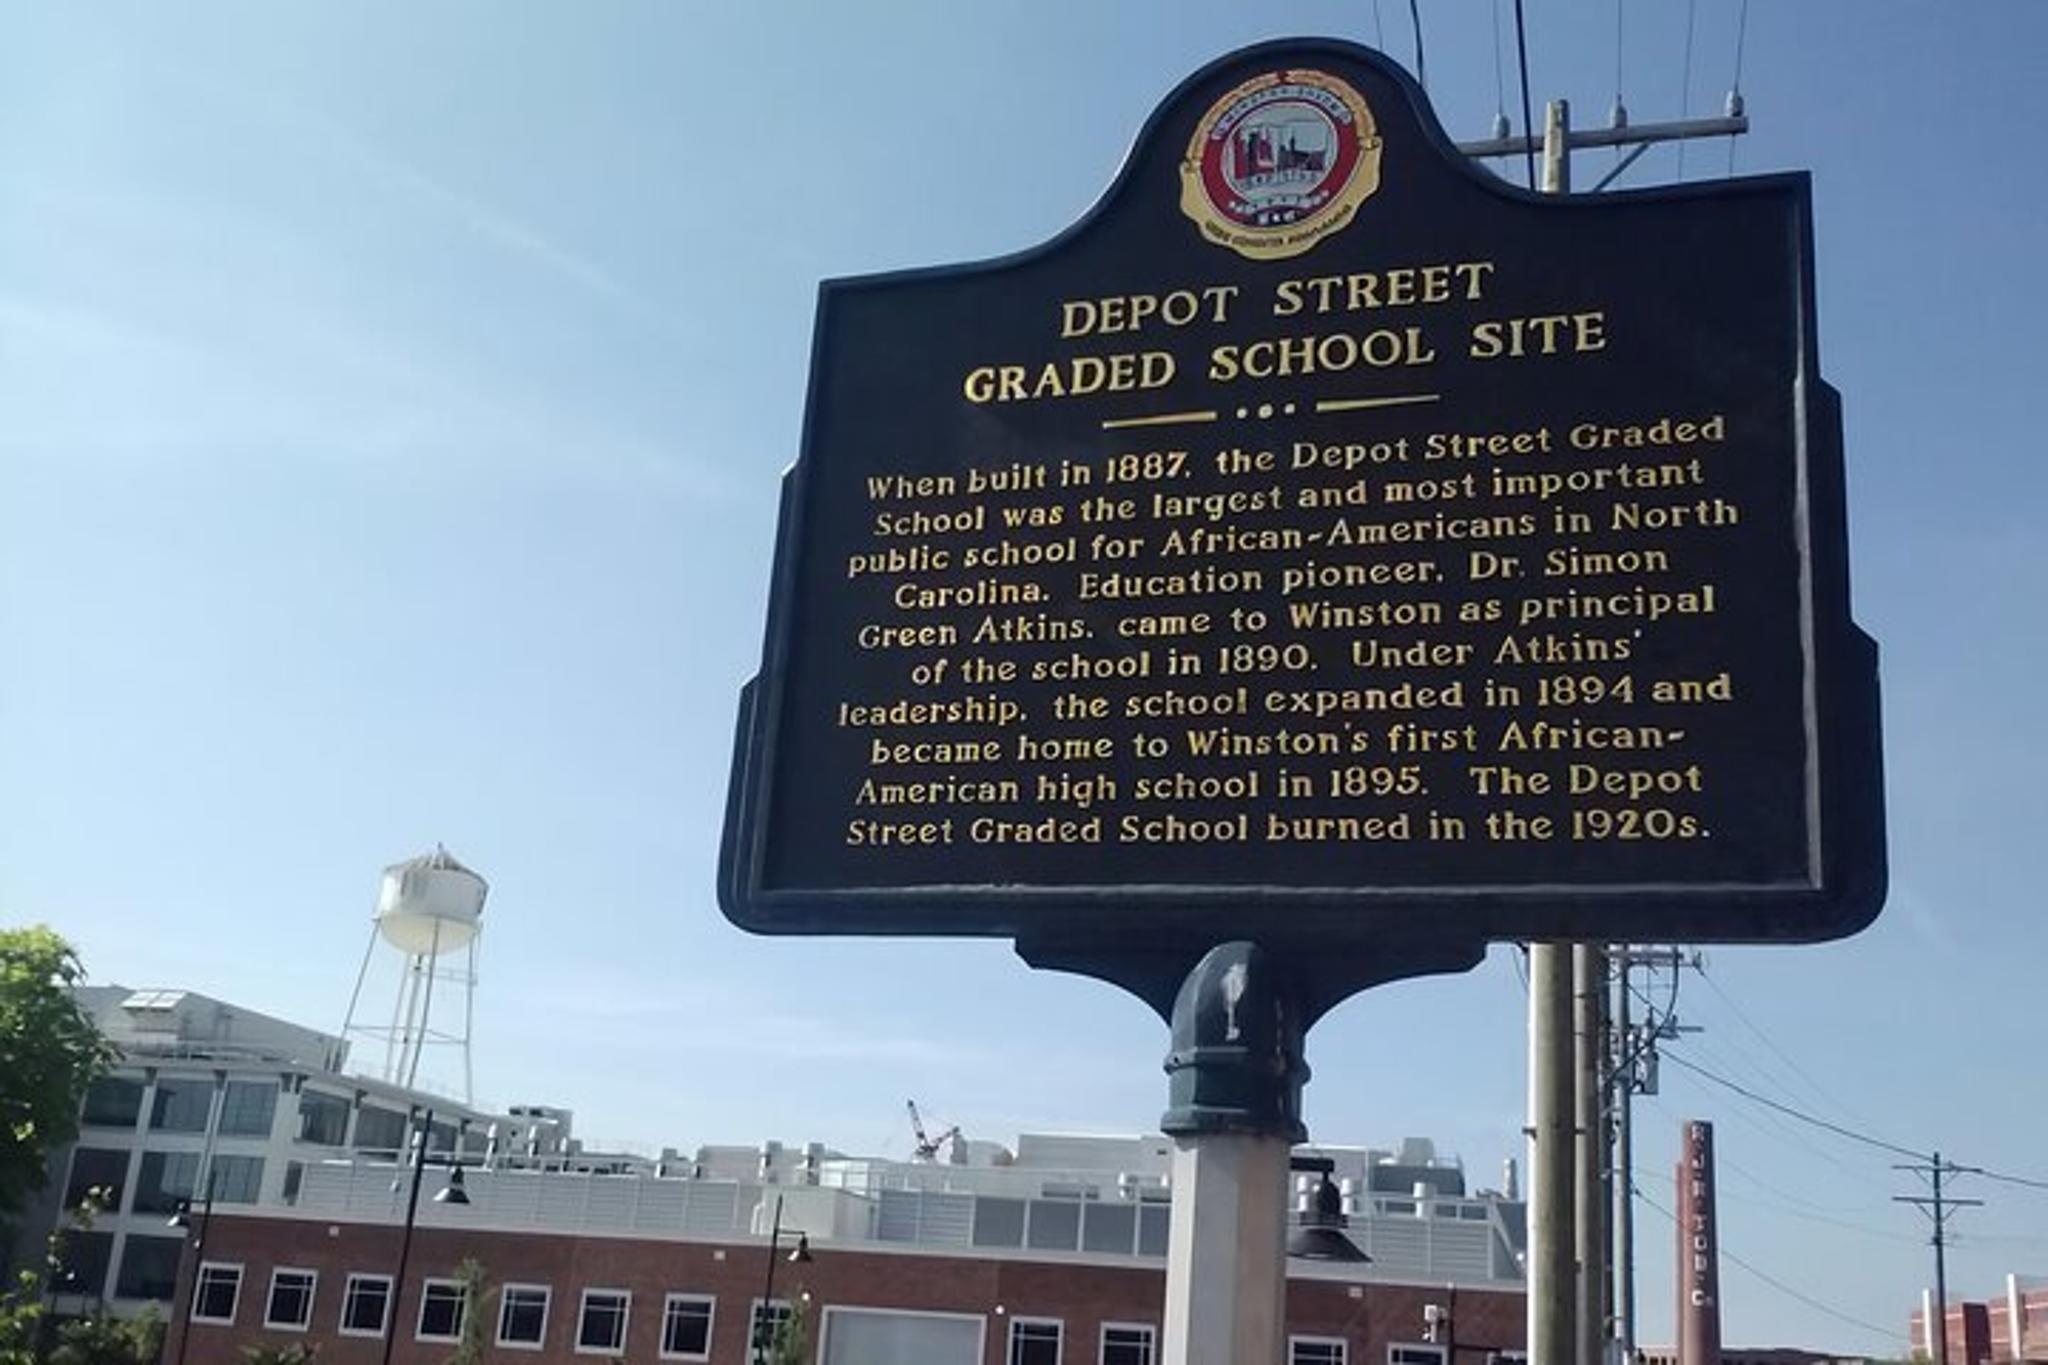 DEPOT STREET
GRADED SCHOOL SITE
When built in 1887, the Depot Street Graded
School was the largest and most important
public school for African-Americans in North
Carolina. Education pioneer, Dr. Simon
Green Atkins, came to Winston as principal
of the school in 1890. Under Atkins'
leadership, the school expanded in 1894 and
became home to Winston's first African-
American high school in 1895. The Depot
Street Graded School burned in the 1920s.